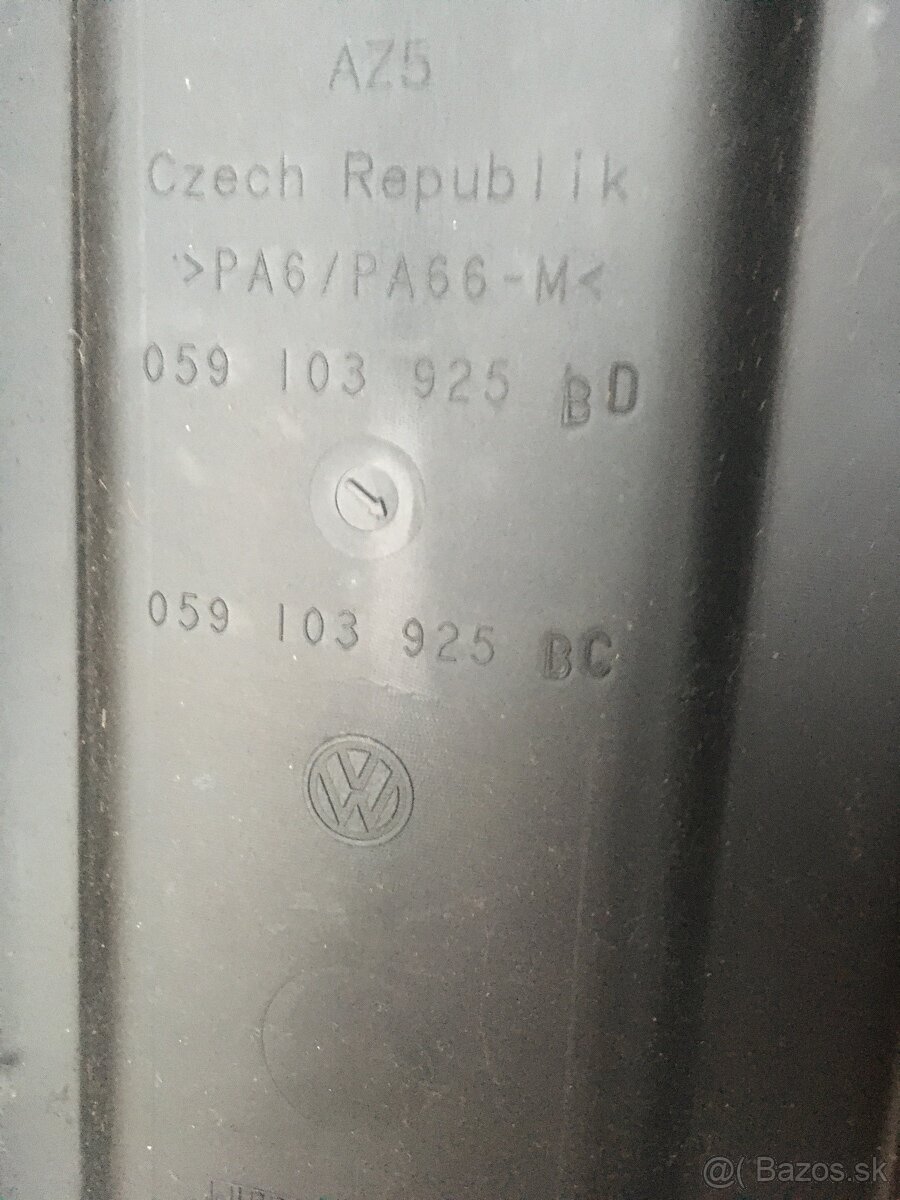 AZ5
Czech Republik
>PA6/PA66-M<
059 103 925 BD
059 103 925 BC
@( Bazos.sk